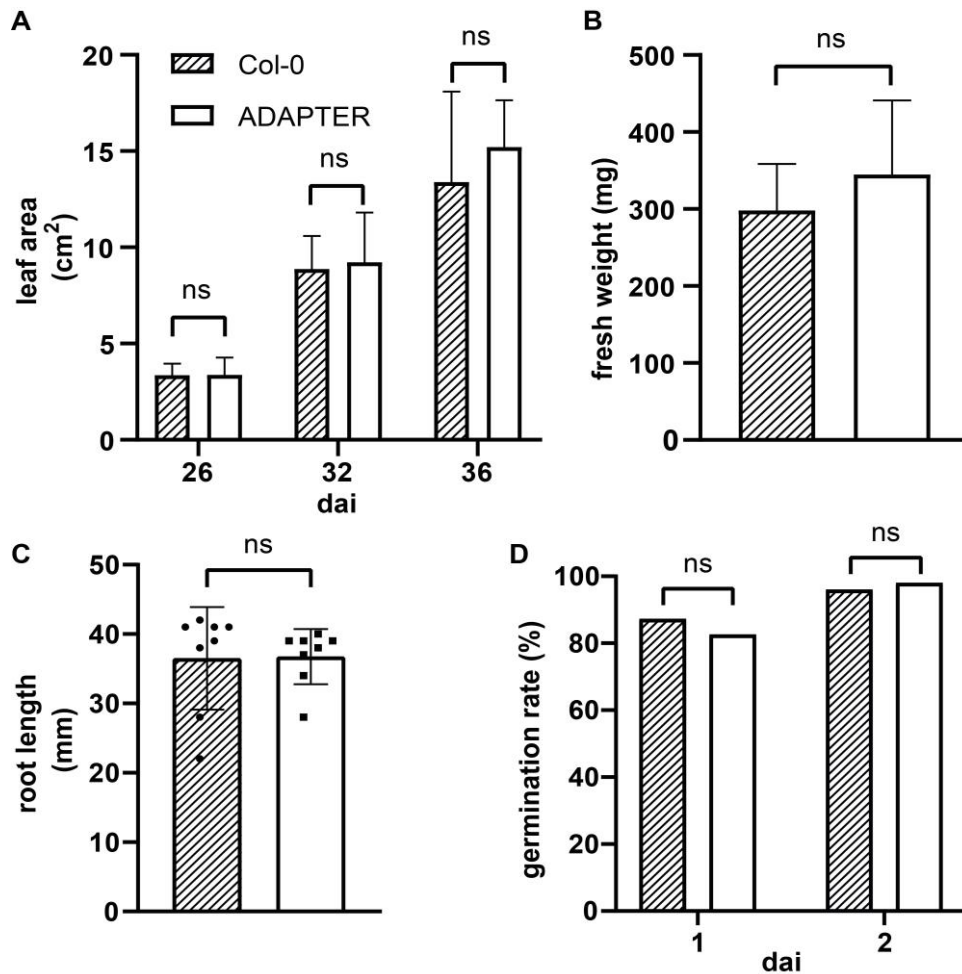 A
Col-0
ADAPTER
ns
ns
ns
20
15
10
5
0
leaf area
(cm²)
26 32 36
dai
B
ns
500
400
300
200
100
0
fresh weight (mg)
C
ns
50
40
30
20
10
0
root length
(mm)
D
ns
ns
100
80
60
40
20
0
germination rate (%)
1 2
dai